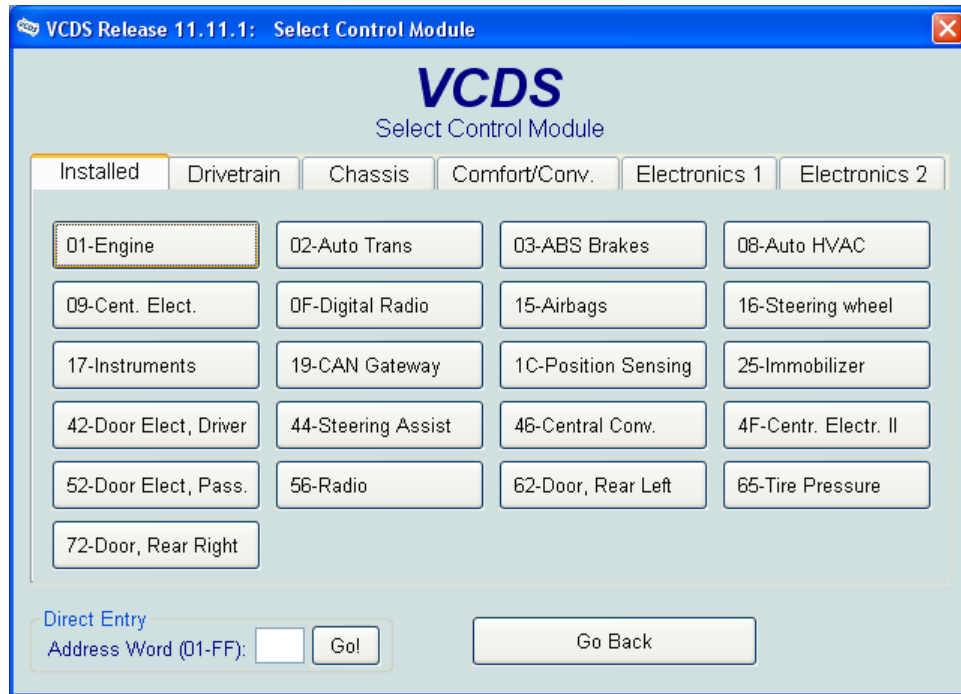 VCDS Release 11.11.1: Select Control Module
VCDS
Select Control Module
Installed Drivetrain Chassis Comfort/Conv. Electronics 1 Electronics 2
01-Engine 02-Auto Trans 03-ABS Brakes 08-Auto HVAC
09-Cent. Elect. 0F-Digital Radio 15-Airbags 16-Steering wheel
17-Instruments 19-CAN Gateway 1C-Position Sensing 25-Immobilizer
42-Door Elect, Driver 44-Steering Assist 46-Central Conv. 4F-Centr. Electr. II
52-Door Elect, Pass. 56-Radio 62-Door, Rear Left 65-Tire Pressure
72-Door, Rear Right
Direct Entry
Address Word (01-FF): Go! Go Back